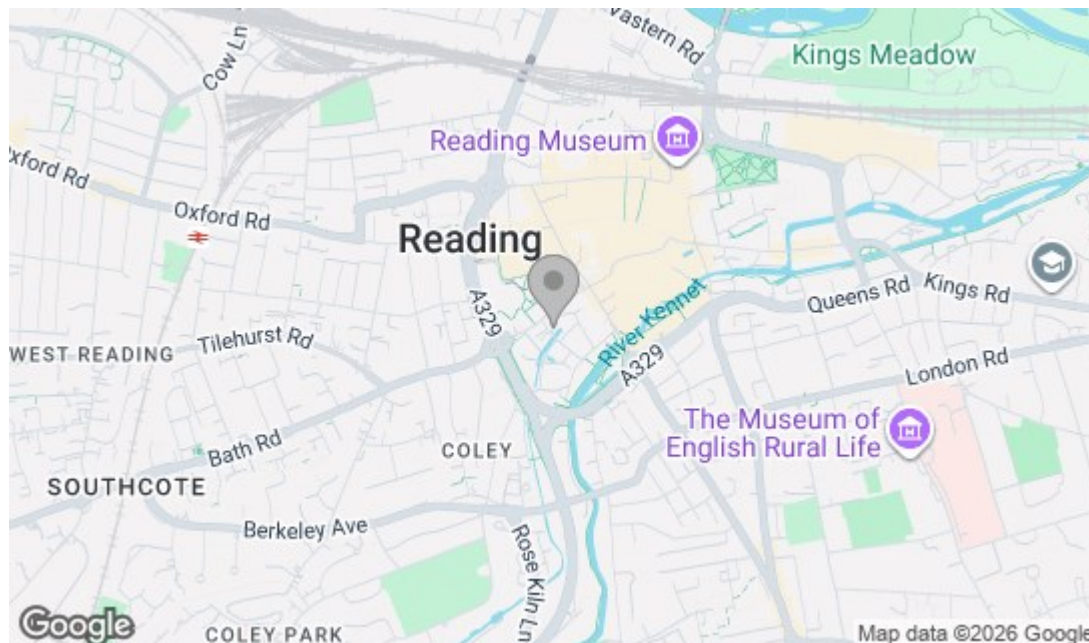 Cow Ln
Vastern Rd
Kings Meadow
Reading Museum
Oxford Rd
Oxford Rd
Reading
A329
River Kennet
Queens Rd
Kings Rd
WEST READING
Tilehurst Rd
A329
London Rd
Bath Rd
COLEY
The Museum of
English Rural Life
SOUTHCOTE
Berkeley Ave
Rose Kiln Ln
Google
COLEY PARK
Map data ©2026 Google